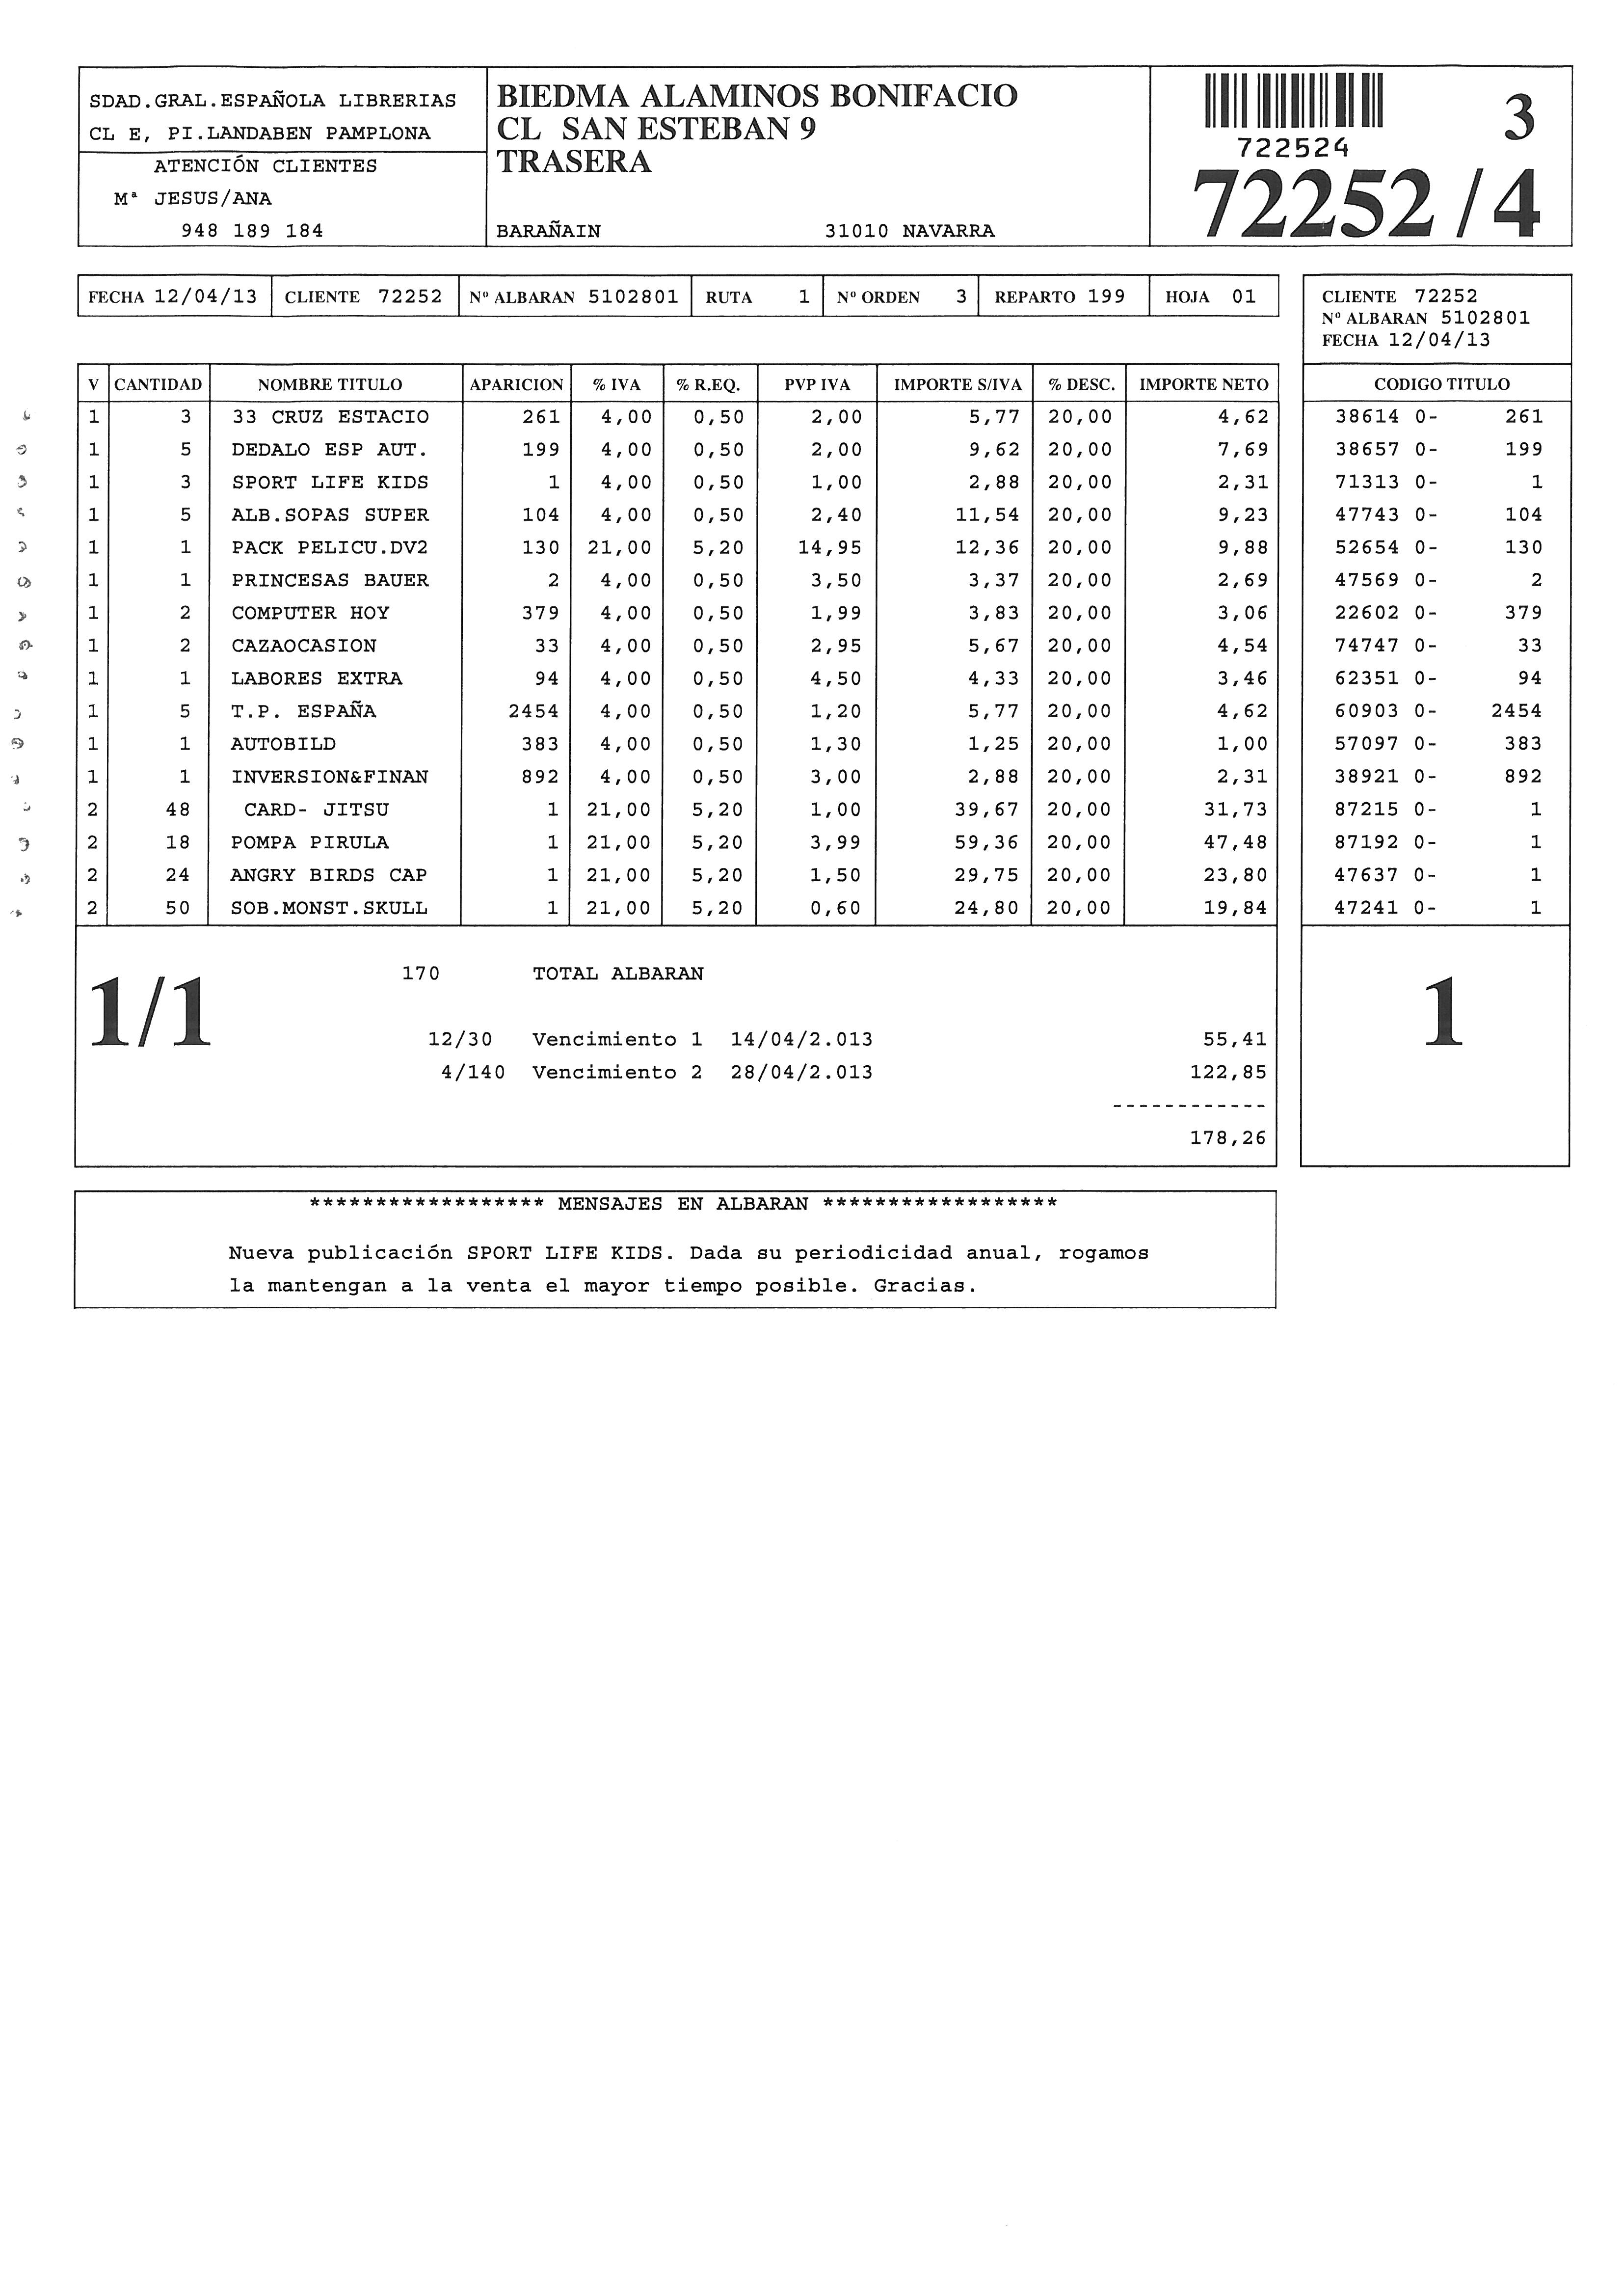 SDAD.GRAL.ESPAÑOLA LIBRERIAS
CL E, PI.LANDABEN PAMPLONA
ATENCIÓN CLIENTES
Mª JESUS/ANA
948 189 184
BIEDMA ALAMINOS BONIFACIO
CL SAN ESTEBAN 9
TRASERA
BARAÑAIN 31010 NAVARRA
3
722524
72252 / 4
FECHA 12/04/13 CLIENTE 72252 Nº ALBARAN 5102801 RUTA 1 Nº ORDEN 3 REPARTO 199 HOJA 01
CLIENTE 72252
Nº ALBARAN 5102801
FECHA 12/04/13
V CANTIDAD NOMBRE TITULO APARICION % IVA % R.EQ. PVP IVA IMPORTE S/IVA % DESC. IMPORTE NETO CODIGO TITULO
1 3 33 CRUZ ESTACIO 261 4,00 0,50 2,00 5,77 20,00 4,62 38614 0- 261
1 5 DEDALO ESP AUT. 199 4,00 0,50 2,00 9,62 20,00 7,69 38657 0- 199
1 3 SPORT LIFE KIDS 1 4,00 0,50 1,00 2,88 20,00 2,31 71313 0- 1
1 5 ALB.SOPAS SUPER 104 4,00 0,50 2,40 11,54 20,00 9,23 47743 0- 104
1 1 PACK PELICU.DV2 130 21,00 5,20 14,95 12,36 20,00 9,88 52654 0- 130
1 1 PRINCESAS BAUER 2 4,00 0,50 3,50 3,37 20,00 2,69 47569 0- 2
1 2 COMPUTER HOY 379 4,00 0,50 1,99 3,83 20,00 3,06 22602 0- 379
1 2 CAZAOCASION 33 4,00 0,50 2,95 5,67 20,00 4,54 74747 0- 33
1 1 LABORES EXTRA 94 4,00 0,50 4,50 4,33 20,00 3,46 62351 0- 94
1 5 T.P. ESPAÑA 2454 4,00 0,50 1,20 5,77 20,00 4,62 60903 0- 2454
1 1 AUTOBILD 383 4,00 0,50 1,30 1,25 20,00 1,00 57097 0- 383
1 1 INVERSION&FINAN 892 4,00 0,50 3,00 2,88 20,00 2,31 38921 0- 892
2 48 CARD- JITSU 1 21,00 5,20 1,00 39,67 20,00 31,73 87215 0- 1
2 18 POMPA PIRULA 1 21,00 5,20 3,99 59,36 20,00 47,48 87192 0- 1
2 24 ANGRY BIRDS CAP 1 21,00 5,20 1,50 29,75 20,00 23,80 47637 0- 1
2 50 SOB.MONST.SKULL 1 21,00 5,20 0,60 24,80 20,00 19,84 47241 0- 1
170 TOTAL ALBARAN
1/1
1
12/30 Vencimiento 1 14/04/2.013 55,41
4/140 Vencimiento 2 28/04/2.013 122,85
------------
178,26
****************** MENSAJES EN ALBARAN ******************
Nueva publicación SPORT LIFE KIDS. Dada su periodicidad anual, rogamos
la mantengan a la venta el mayor tiempo posible. Gracias.